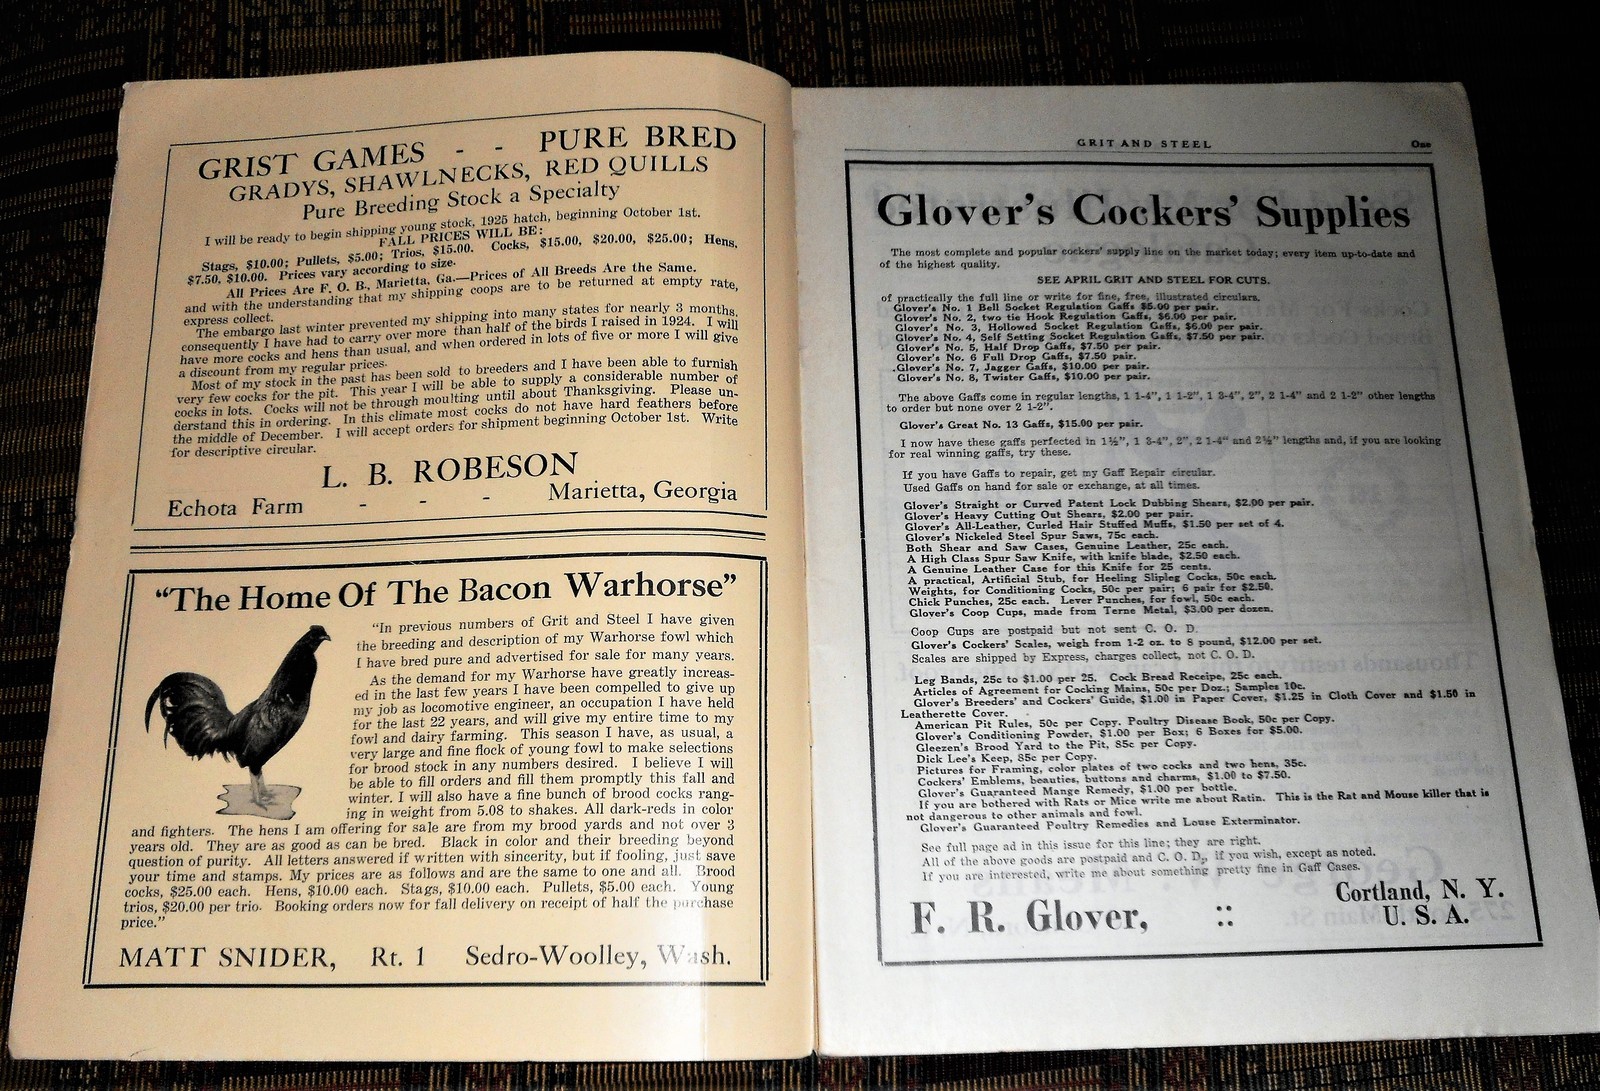 GRIST GAMES - - PURE BRED
GRADYS, SHAWLNECKS, RED QUILLS
Pure Breeding Stock a Specialty
I will be ready to begin shipping young stock, 1925 hatch, beginning October 1st.
FALL PRICES WILL BE:
Stags, $10.00; Pullets, $5.00; Trios, $15.00. Cocks, $15.00, $20.00, $25.00; Hens,
$7.50, $10.00. Prices vary according to size.
All Prices Are F. O. B., Marietta, Ga.—Prices of All Breeds Are the Same.
and with the understanding that my shipping coops are to be returned at empty rate,
express collect.
The embargo last winter prevented my shipping into many states for nearly 3 months,
consequently I have had to carry over more than half of the birds I raised in 1924. I will
have more cocks and hens than usual, and when ordered in lots of five or more I will give
a discount from my regular prices.
Most of my stock in the past has been sold to breeders and I have been able to furnish
very few cocks for the pit. This year I will be able to supply a considerable number of
cocks in lots. Cocks will not be through moulting until about Thanksgiving. Please un-
derstand this in ordering. In this climate most cocks do not have hard feathers before
the middle of December. I will accept orders for shipment beginning October 1st. Write
for descriptive circular.
L. B. ROBESON
Echota Farm - - Marietta, Georgia
"The Home Of The Bacon Warhorse"
"In previous numbers of Grit and Steel I have given
the breeding and description of my Warhorse fowl which
I have bred pure and advertised for sale for many years.
As the demand for my Warhorse have greatly increas-
ed in the last few years I have been compelled to give up
my job as locomotive engineer, an occupation I have held
for the last 22 years, and will give my entire time to my
fowl and dairy farming. This season I have, as usual, a
very large and fine flock of young fowl to make selections
for brood stock in any numbers desired. I believe I will
be able to fill orders and fill them promptly this fall and
winter. I will also have a fine bunch of brood cocks rang-
ing in weight from 5.08 to shakes. All dark-reds in color
and fighters. The hens I am offering for sale are from my brood yards and not over 3
years old. They are as good as can be bred. Black in color and their breeding beyond
question of purity. All letters answered if written with sincerity, but if fooling, just save
your time and stamps. My prices are as follows and are the same to one and all. Brood
cocks, $25.00 each. Hens, $10.00 each. Stags, $10.00 each. Pullets, $5.00 each. Young
trios, $20.00 per trio. Booking orders now for fall delivery on receipt of half the purchase
price."
MATT SNIDER, Rt. 1 Sedro-Woolley, Wash.
GRIT AND STEEL One
Glover's Cockers' Supplies
The most complete and popular cockers' supply line on the market today; every item up-to-date and
of the highest quality.
SEE APRIL GRIT AND STEEL FOR CUTS.
of practically the full line or write for fine, free, illustrated circulars.
Glover's No. 1 Bell Socket Regulation Gaffs $5.00 per pair.
Glover's No. 2, two tie Hook Regulation Gaffs, $6.00 per pair.
Glover's No. 3, Hollowed Socket Regulation Gaffs, $6.00 per pair.
Glover's No. 4, Self Setting Socket Regulation Gaffs, $7.50 per pair.
Glover's No. 5, Half Drop Gaffs, $7.50 per pair.
Glover's No. 6 Full Drop Gaffs, $7.50 pair.
Glover's No. 7, Jagger Gaffs, $10.00 per pair.
Glover's No. 8, Twister Gaffs, $10.00 per pair.
The above Gaffs come in regular lengths, 1 1-4", 1 1-2", 1 3-4", 2", 2 1-4" and 2 1-2" other lengths
to order but none over 2 1-2".
Glover's Great No. 13 Gaffs, $15.00 per pair.
I now have these gaffs perfected in 1½", 1 3-4", 2", 2 1-4" and 2½" lengths and, if you are looking
for real winning gaffs, try these.
If you have Gaffs to repair, get my Gaff Repair circular.
Used Gaffs on hand for sale or exchange, at all times.
Glover's Straight or Curved Patent Lock Dubbing Shears, $2.00 per pair.
Glover's Heavy Cutting Out Shears, $2.00 per pair.
Glover's All-Leather, Curled Hair Stuffed Muffs, $1.50 per set of 4.
Glover's Nickeled Steel Spur Saws, 75c each.
Both Shear and Saw Cases, Genuine Leather, 25c each.
A High Class Spur Saw Knife, with knife blade, $2.50 each.
A Genuine Leather Case for this Knife for 25 cents.
A practical, Artificial Stub, for Heeling Slipleg Cocks, 50c each.
Weights, for Conditioning Cocks, 50c per pair; 6 pair for $2.50.
Chick Punches, 25c each. Lever Punches, for fowl, 50c each.
Glover's Coop Cups, made from Terne Metal, $3.00 per dozen.
Coop Cups are postpaid but not sent C. O. D.
Glover's Cockers' Scales, weigh from 1-2 oz. to 8 pound, $12.00 per set.
Scales are shipped by Express, charges collect, not C. O. D.
Leg Bands, 25c to $1.00 per 25. Cock Bread Receipe, 25c each.
Articles of Agreement for Cocking Mains, 50c per Doz.; Samples 10c.
Glover's Breeders' and Cockers' Guide, $1.00 in Paper Cover, $1.25 in Cloth Cover and $1.50 in
Leatherette Cover.
American Pit Rules, 50c per Copy. Poultry Disease Book, 50c per Copy.
Glover's Conditioning Powder, $1.00 per Box; 6 Boxes for $5.00.
Gleezen's Brood Yard to the Pit, 85c per Copy.
Dick Lee's Keep, 85c per Copy.
Pictures for Framing, color plates of two cocks and two hens, 35c.
Cockers' Emblems, beauties, buttons and charms, $1.00 to $7.50.
Glover's Guaranteed Mange Remedy, $1.00 per bottle.
If you are bothered with Rats or Mice write me about Ratin. This is the Rat and Mouse killer that is
not dangerous to other animals and fowl.
Glover's Guaranteed Poultry Remedies and Louse Exterminator.
See full page ad in this issue for this line; they are right.
All of the above goods are postpaid and C. O. D., if you wish, except as noted.
If you are interested, write me about something pretty fine in Gaff Cases.
F. R. Glover, :: Cortland, N. Y.
U. S. A.